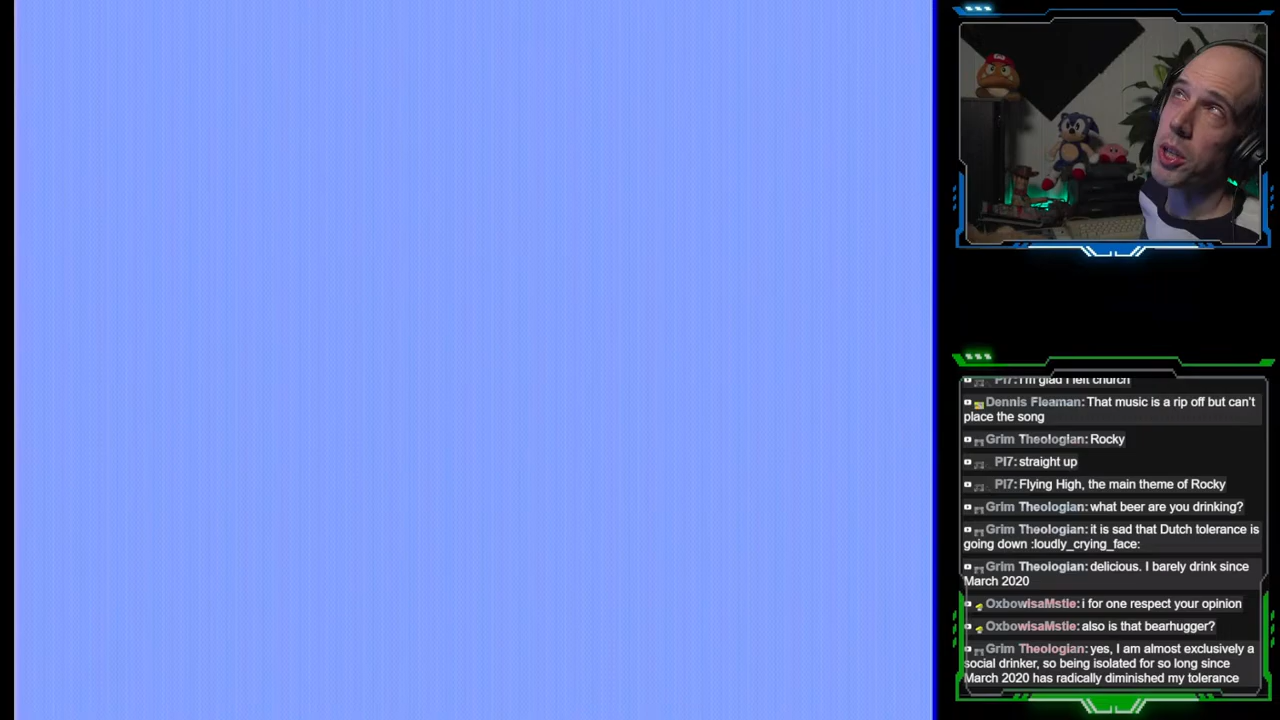 PI7: I'm glad I left church
Dennis Fleaman: That music is a rip off but can't
place the song
Grim Theologian: Rocky
PI7: straight up
PI7: Flying High, the main theme of Rocky
Grim Theologian: what beer are you drinking?
Grim Theologian: it is sad that Dutch tolerance is
going down :loudly_crying_face:
Grim Theologian: delicious. I barely drink since
March 2020
OxbowisaMstie: i for one respect your opinion
OxbowisaMstie: also is that bearhugger?
Grim Theologian: yes, I am almost exclusively a
social drinker, so being isolated for so long since
March 2020 has radically diminished my tolerance